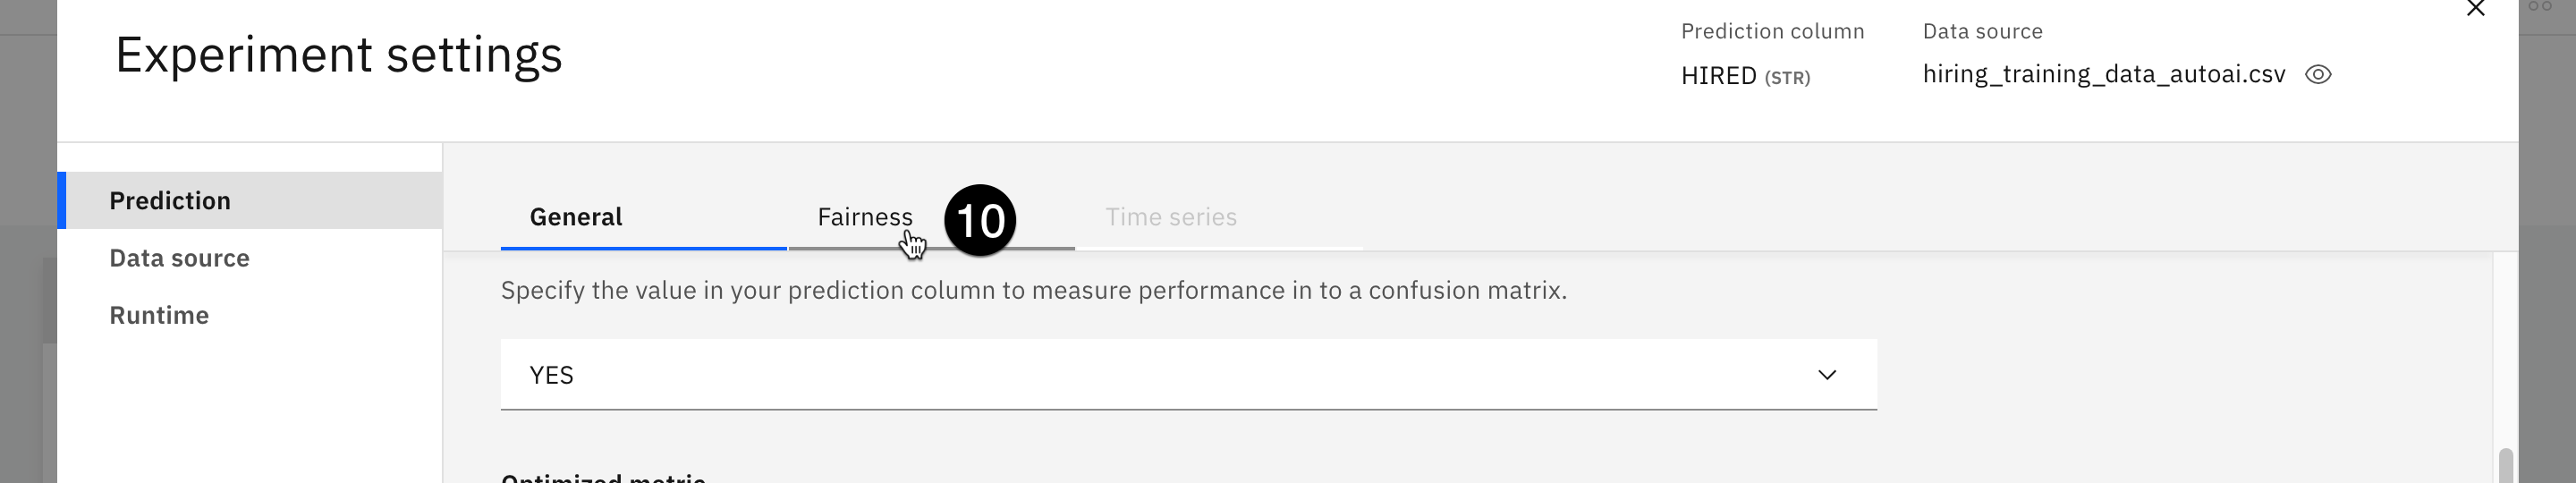 Experiment settings
Prediction column
HIRED (STR)
Data source
hiring_training_data_autoai.csv
Prediction
Data source
Runtime
General
Fairness
10
Time series
Specify the value in your prediction column to measure performance in to a confusion matrix.
YES
Optimized metric